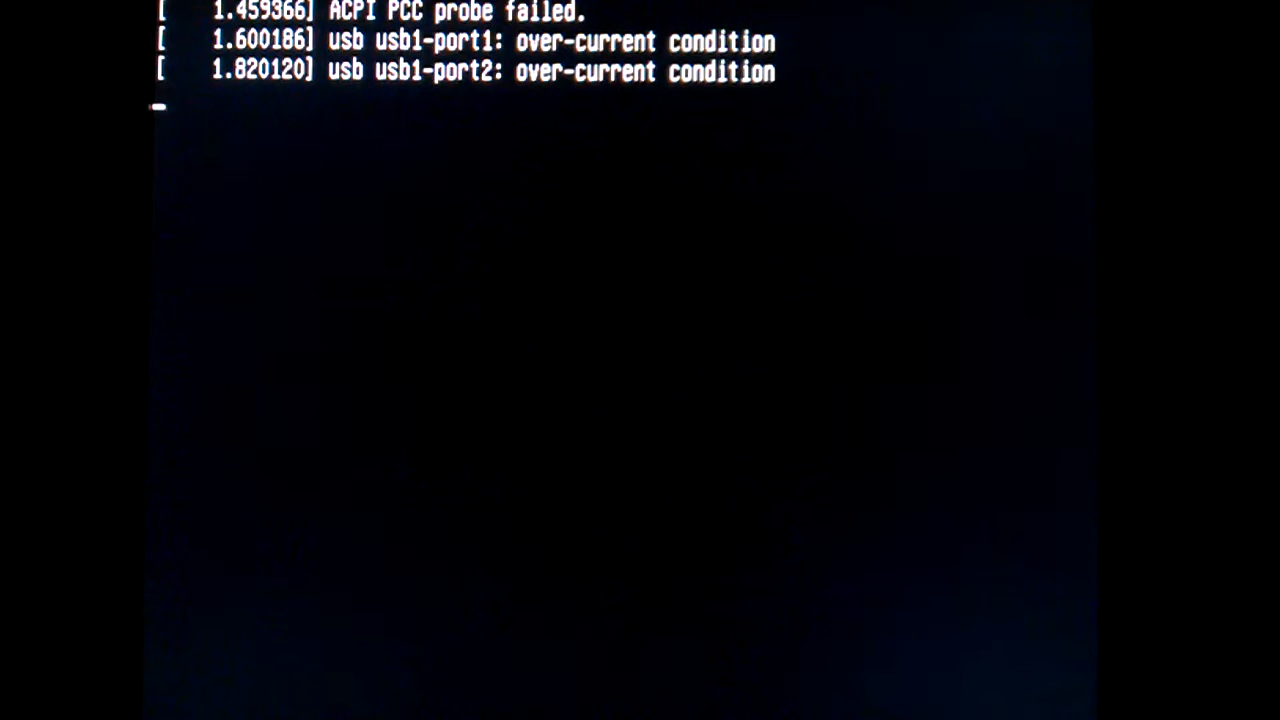 [    1.459366] ACPI PCC probe failed.
[    1.600186] usb usb1-port1: over-current condition
[    1.820120] usb usb1-port2: over-current condition